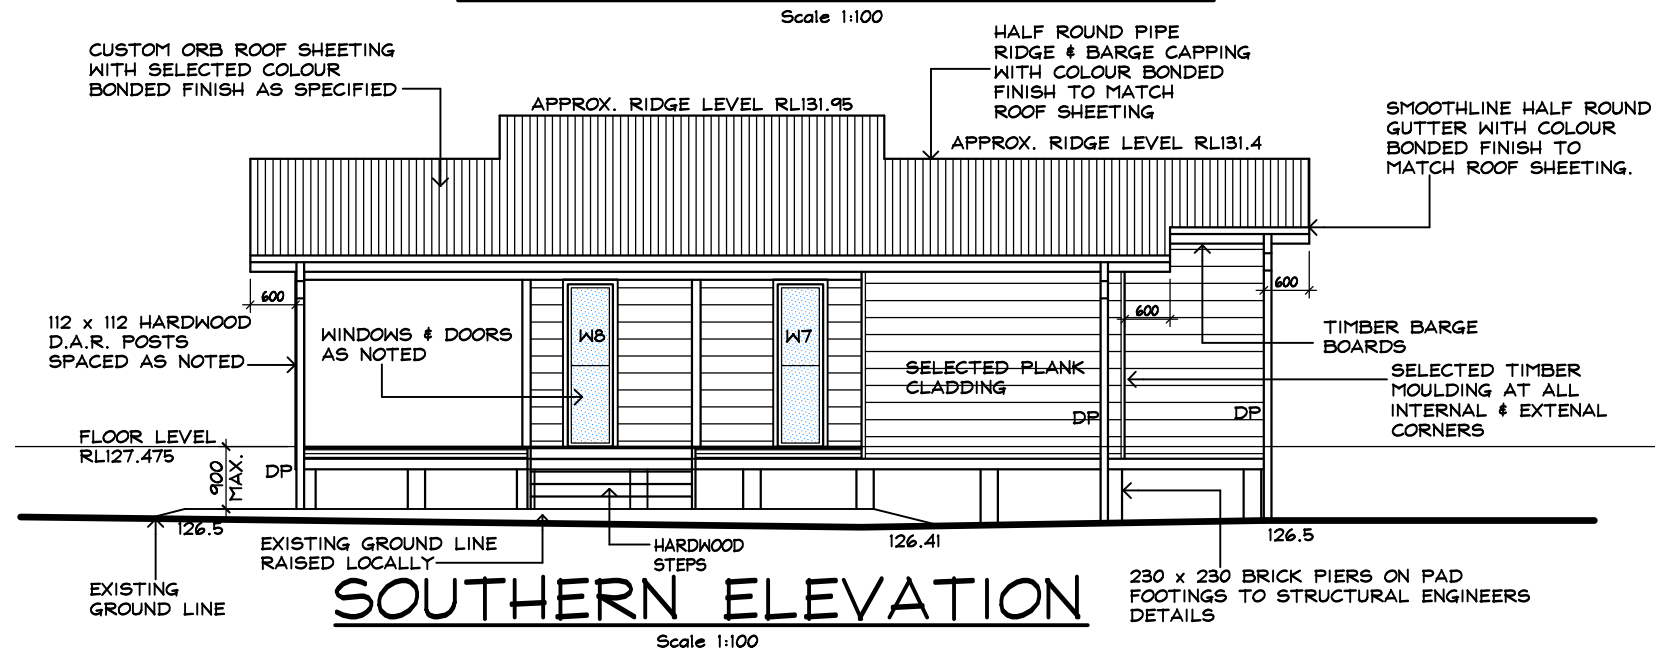 Scale 1:100
CUSTOM ORB ROOF SHEETING
WITH SELECTED COLOUR
BONDED FINISH AS SPECIFIED
APPROX. RIDGE LEVEL RL131.95
HALF ROUND PIPE
RIDGE & BARGE CAPPING
WITH COLOUR BONDED
FINISH TO MATCH
ROOF SHEETING
APPROX. RIDGE LEVEL RL131.4
SMOOTHLINE HALF ROUND
GUTTER WITH COLOUR
BONDED FINISH TO
MATCH ROOF SHEETING.
600
600
600
112 x 112 HARDWOOD
D.A.R. POSTS
SPACED AS NOTED
WINDOWS & DOORS
AS NOTED
W8
W7
SELECTED PLANK
CLADDING
TIMBER BARGE
BOARDS
SELECTED TIMBER
MOULDING AT ALL
INTERNAL & EXTENAL
CORNERS
DP
DP
FLOOR LEVEL
RL127.475
900
MAX.
DP
126.5
126.41
126.5
EXISTING GROUND LINE
RAISED LOCALLY
HARDWOOD
STEPS
EXISTING
GROUND LINE
230 x 230 BRICK PIERS ON PAD
FOOTINGS TO STRUCTURAL ENGINEERS
DETAILS
SOUTHERN ELEVATION
Scale 1:100